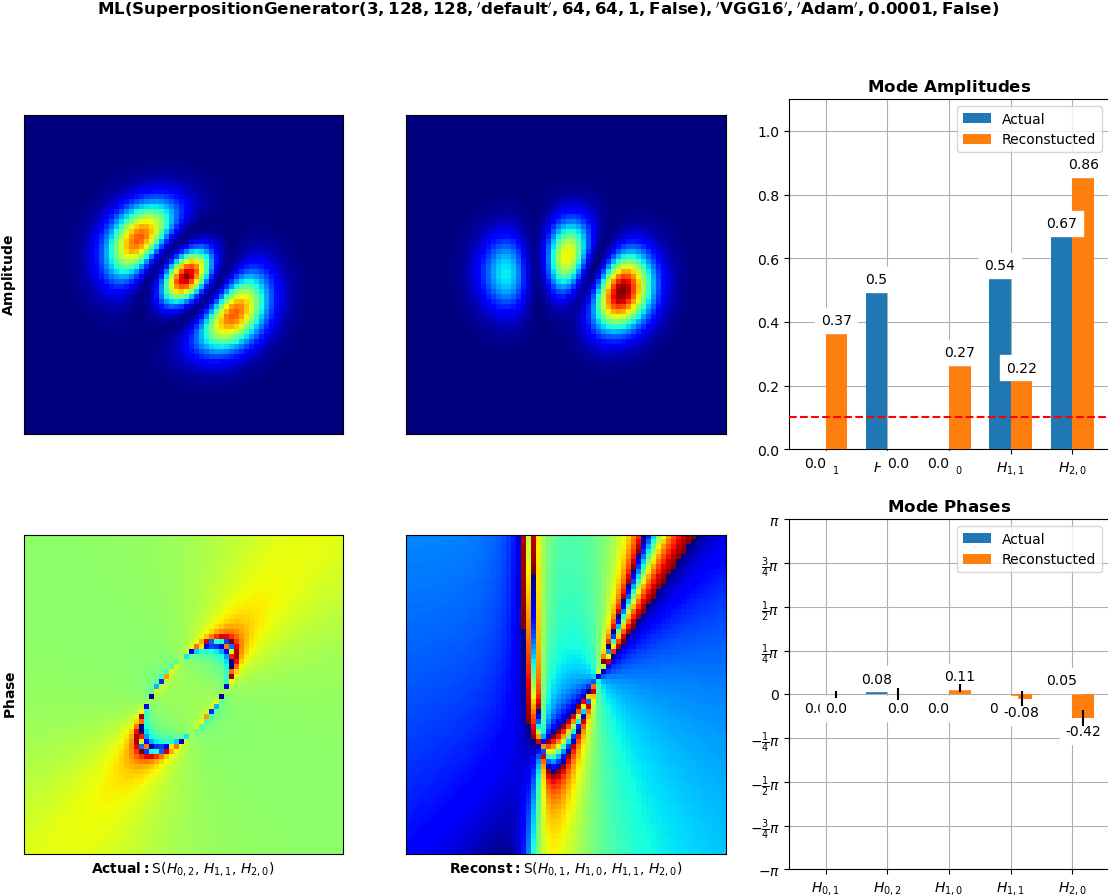 ML(SuperpositionGenerator(3, 128, 128, 'default', 64, 64, 1, False), 'VGG16', 'Adam', 0.0001, False)
Amplitude
Mode Amplitudes
Actual
Reconstucted
1.0
0.8
0.6
0.4
0.2
0.0
0.37
0.5
0.27
0.54
0.22
0.67
0.86
0.0
0.0
0.0
1
0
H1,1
H2,0
Phase
Actual: S(H0,2, H1,1, H2,0)
Reconst: S(H0,1, H1,0, H1,1, H2,0)
Mode Phases
Actual
Reconstucted
π
3/4π
1/2π
1/4π
0
−1/4π
−1/2π
−3/4π
−π
0.0
0.08
0.0
0.0
0.11
-0.08
0.05
-0.42
H0,1
H0,2
H1,0
H1,1
H2,0